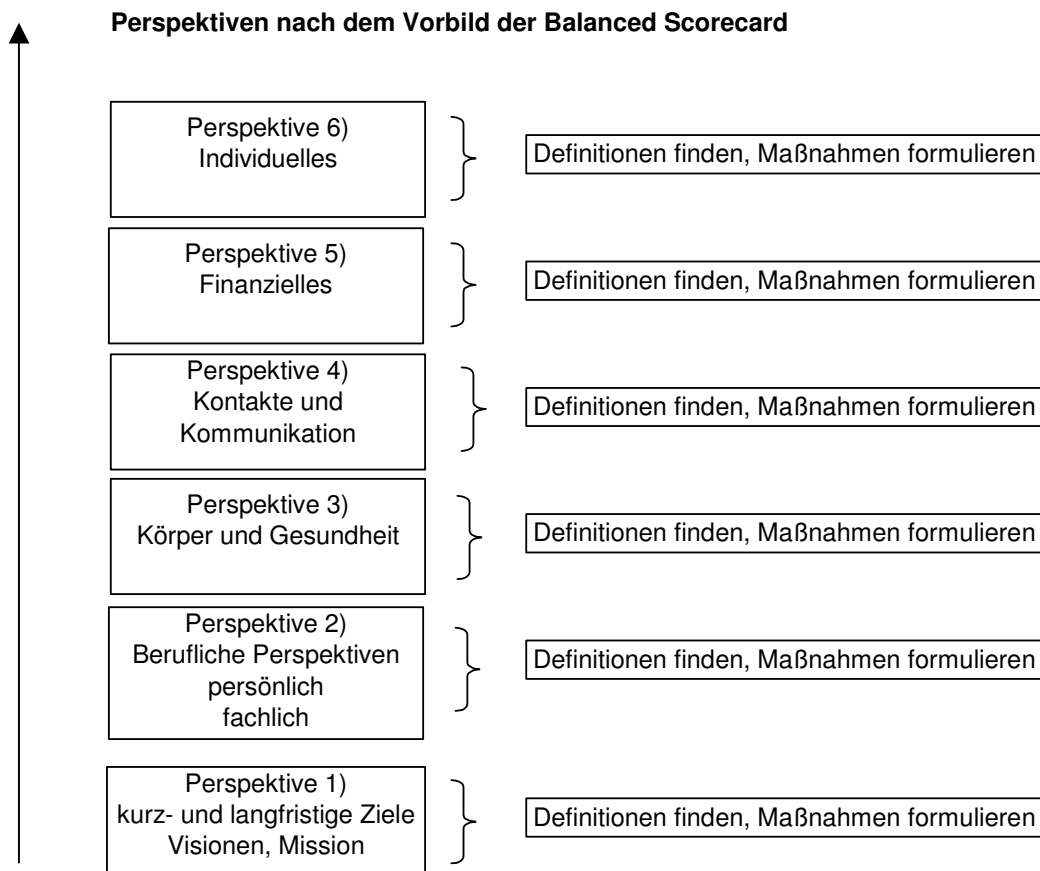 Perspektiven nach dem Vorbild der Balanced Scorecard
Perspektive 6)
Individuelles
Definitionen finden, Maßnahmen formulieren
Perspektive 5)
Finanzielles
Definitionen finden, Maßnahmen formulieren
Perspektive 4)
Kontakte und
Kommunikation
Definitionen finden, Maßnahmen formulieren
Perspektive 3)
Körper und Gesundheit
Definitionen finden, Maßnahmen formulieren
Perspektive 2)
Berufliche Perspektiven
persönlich
fachlich
Definitionen finden, Maßnahmen formulieren
Perspektive 1)
kurz- und langfristige Ziele
Visionen, Mission
Definitionen finden, Maßnahmen formulieren